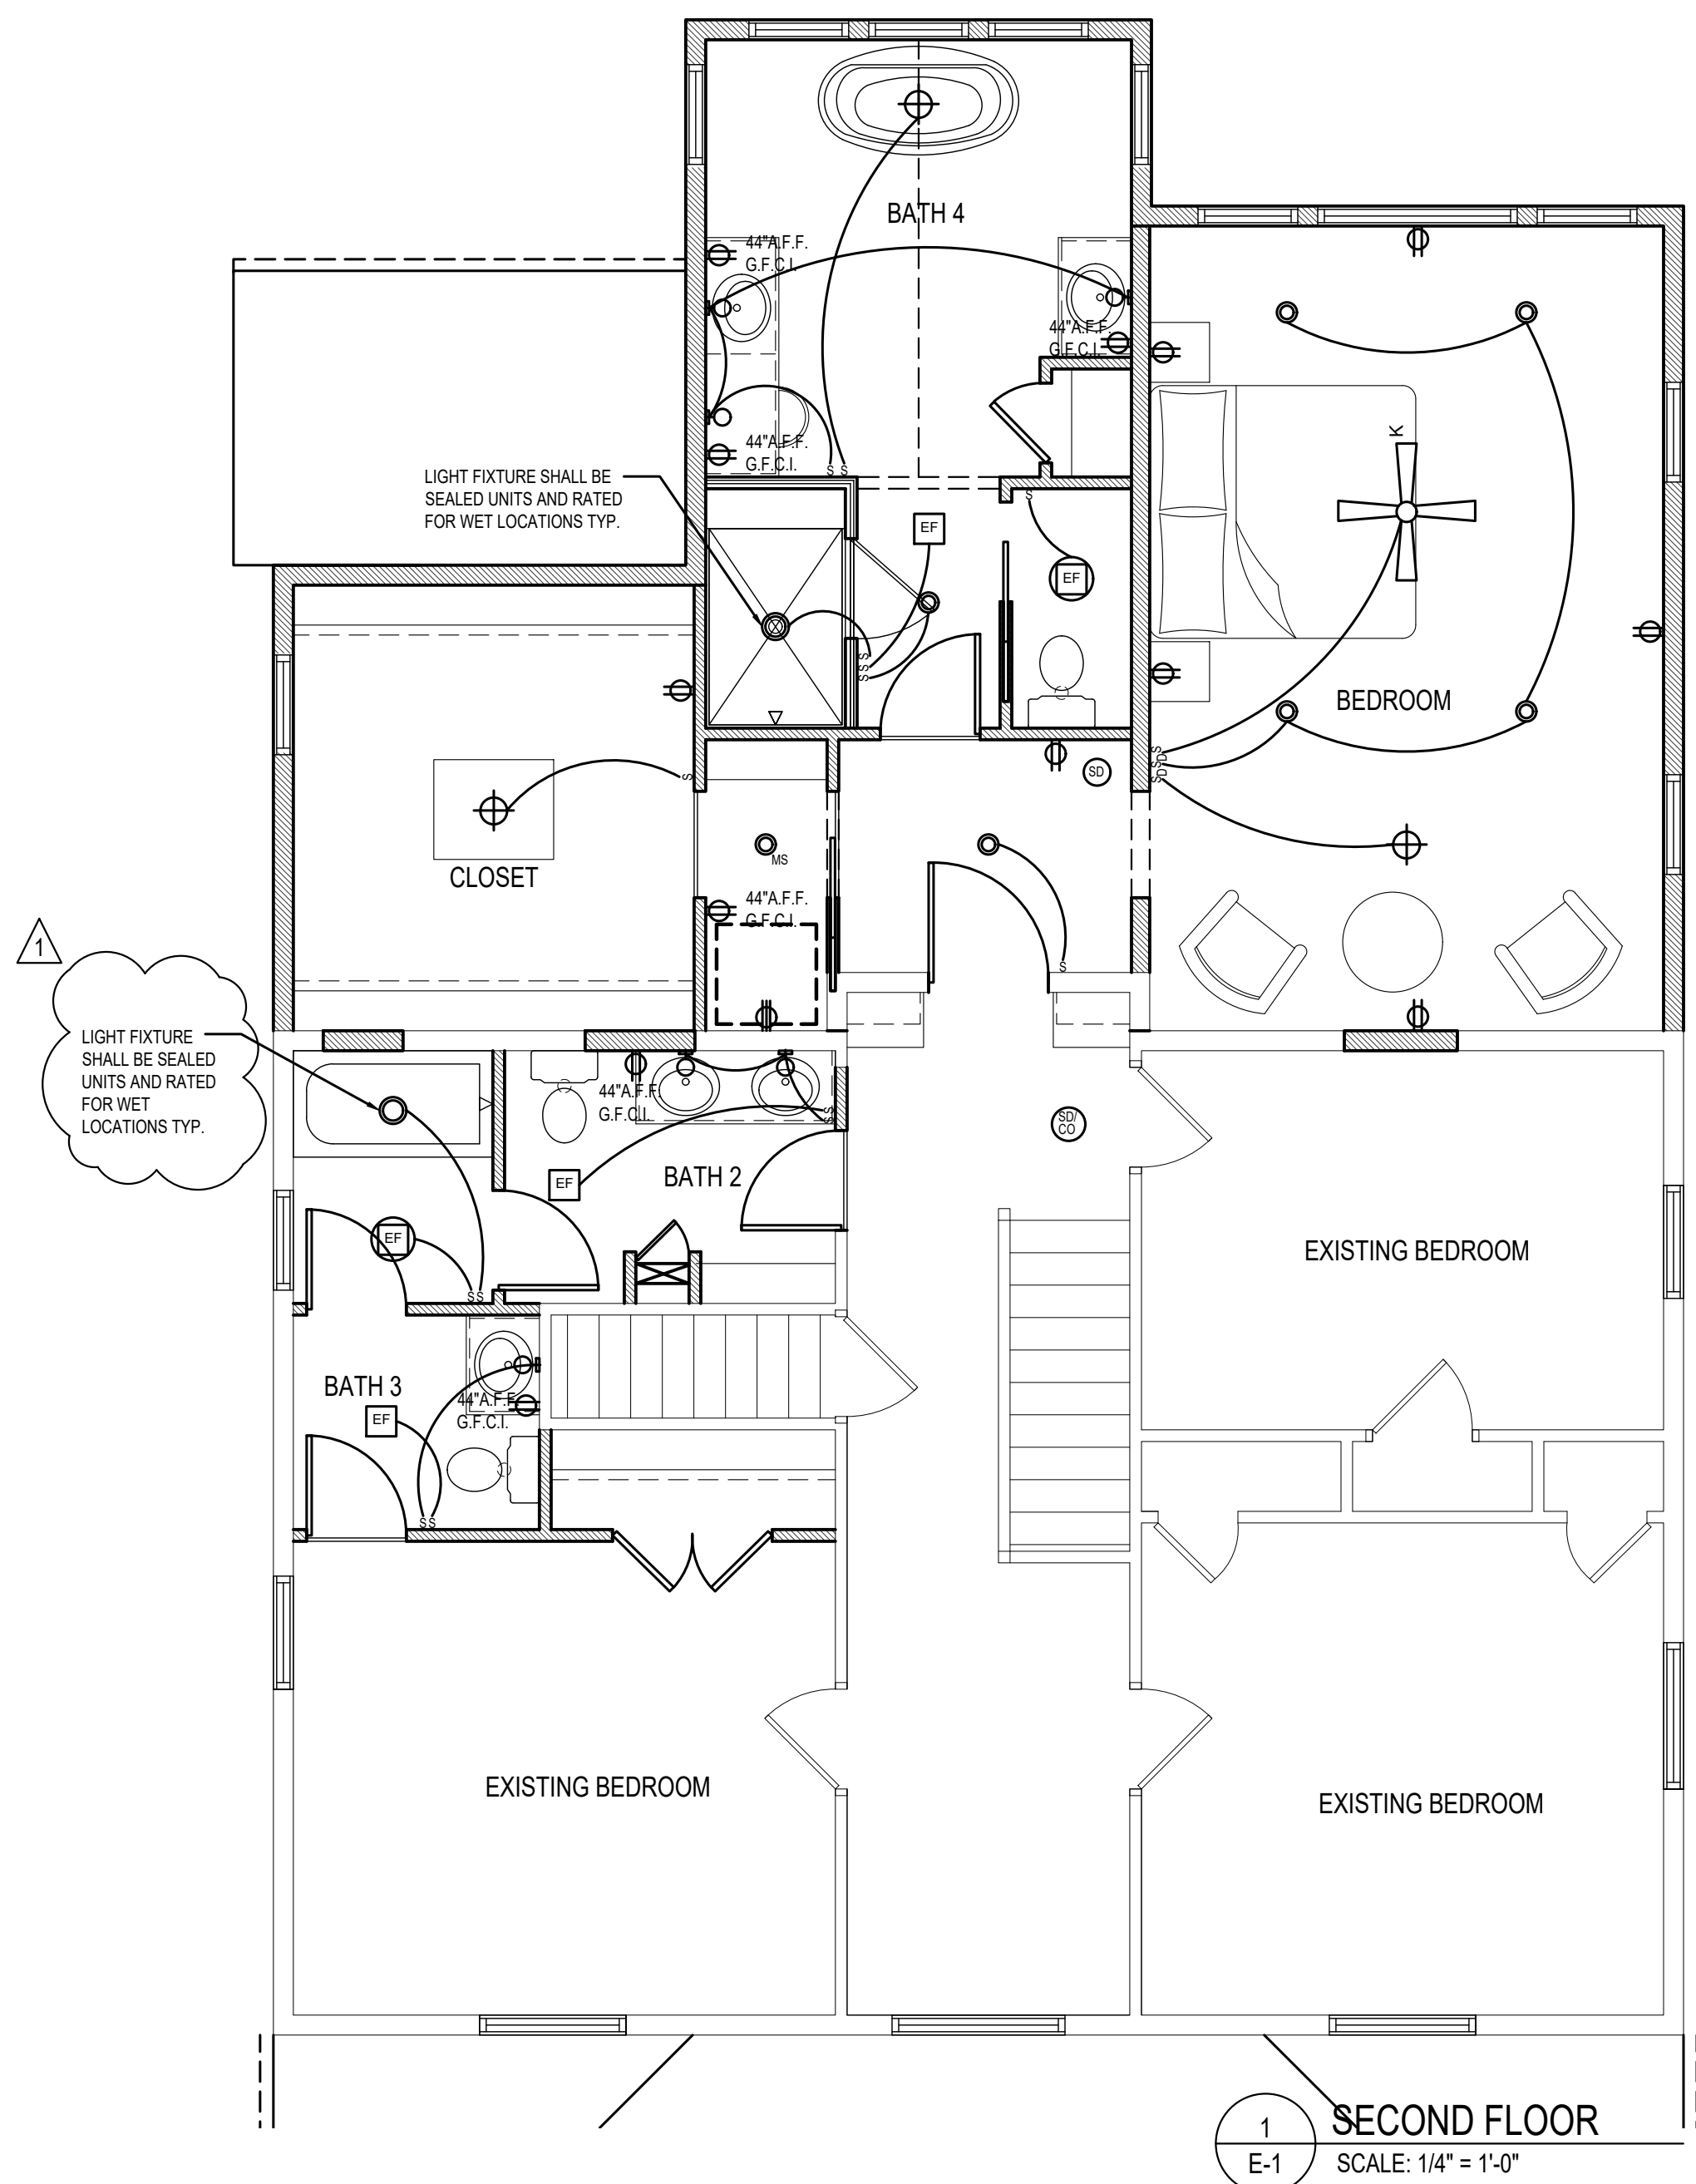 BATH 4
44"A.F.F.
G.F.C.I.
44"A.F.F.
G.F.C.I.
44"A.F.F.
G.F.C.I.
S S
LIGHT FIXTURE SHALL BE
SEALED UNITS AND RATED
FOR WET LOCATIONS TYP.
K
S
EF
EF
S
S
S
BEDROOM
S
SD
SD
SD
S
CLOSET
MS
44"A.F.F.
G.F.C.I.
S
1
LIGHT FIXTURE
SHALL BE SEALED
UNITS AND RATED
FOR WET
LOCATIONS TYP.
44"A.F.F.
G.F.C.I.
S
S
SD/
CO
BATH 2
EF
EF
S S
EXISTING BEDROOM
BATH 3
44"A.F.F.
G.F.C.I.
EF
S S
EXISTING BEDROOM
EXISTING BEDROOM
1
E-1
SECOND FLOOR
SCALE: 1/4" = 1'-0"